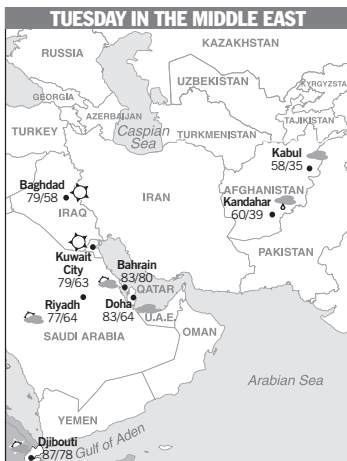 TUESDAY IN THE MIDDLE EAST
KAZAKHSTAN
RUSSIA
UZBEKISTAN
KYRGYZSTA
GEORGIA
AZERBAIJAN
TAJIKISTAN
TURKEY
Caspian
Sea
TURKMENISTAN
Kabul
58/35
Baghdad
79/58
IRAQ
IRAN
AFGHANISTAN
Kandahar
60/39
PAKISTAN
Kuwait
City
79/63
Bahrain
83/80
QATAR
Riyadh
77/64
Doha
83/64
U.A.E.
SAUDI ARABIA
OMAN
Arabian Sea
YEMEN
Djibouti
87/78
Gulf of Aden